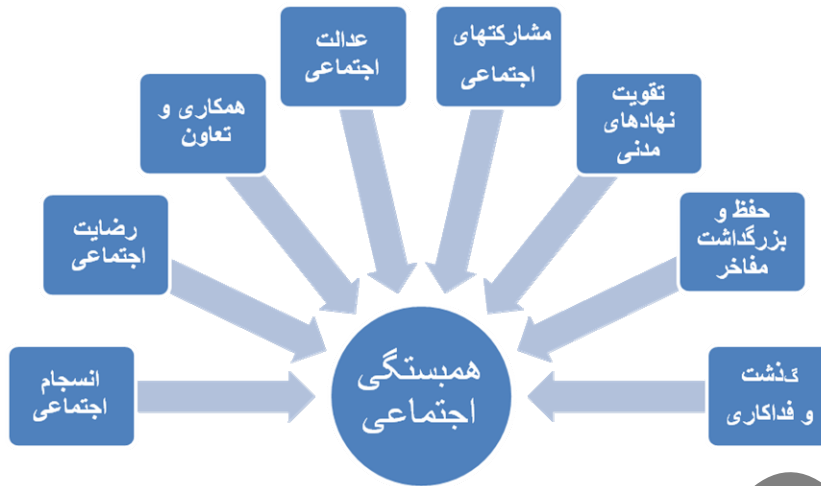 مشارکتهای
اجتماعی
عدالت
اجتماعی
تقویت
نهادهای
مدنی
همکاری و
تعاون
حفظ و
بزرگداشت
مفاخر
رضایت
اجتماعی
گذشت
و فداکاری
انسجام
اجتماعی
همبستگی
اجتماعی